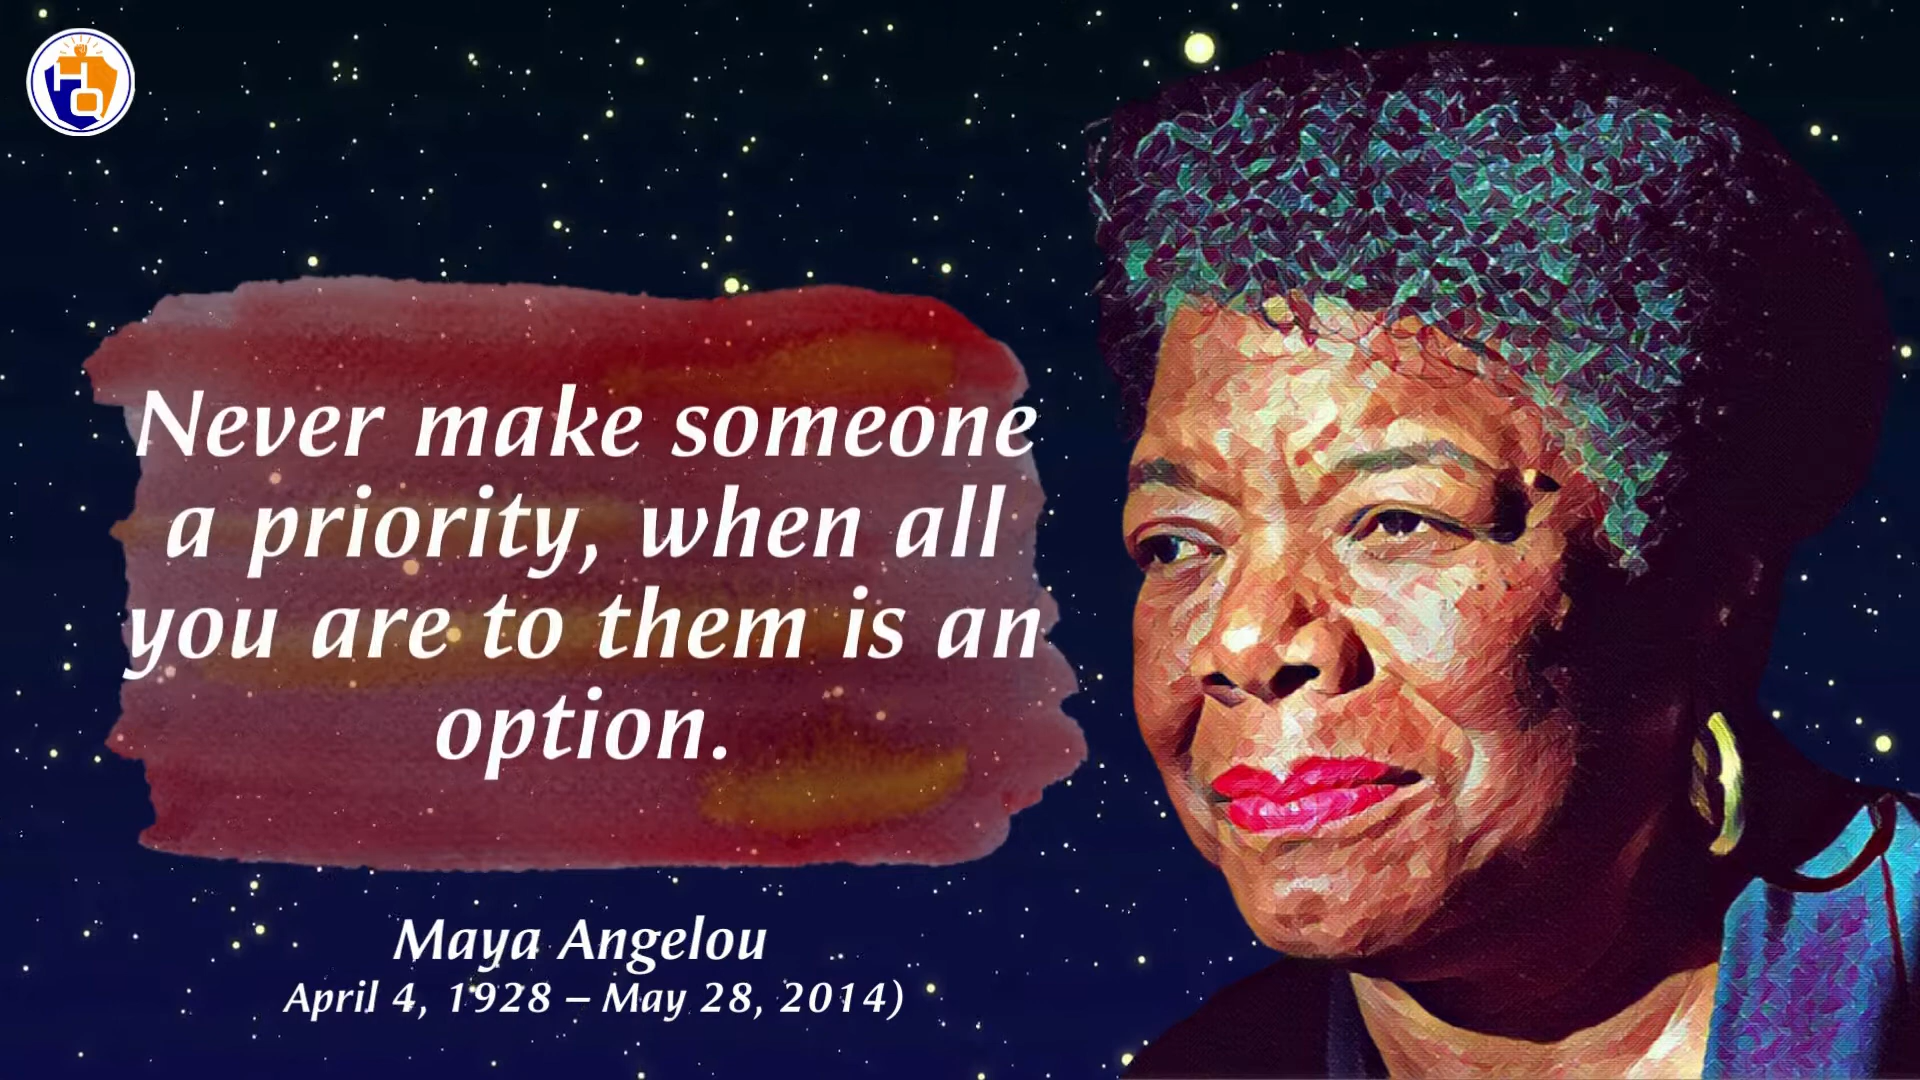 HQ
Never make someone
a priority, when all
you are to them is an
option.
Maya Angelou
April 4, 1928 – May 28, 2014)